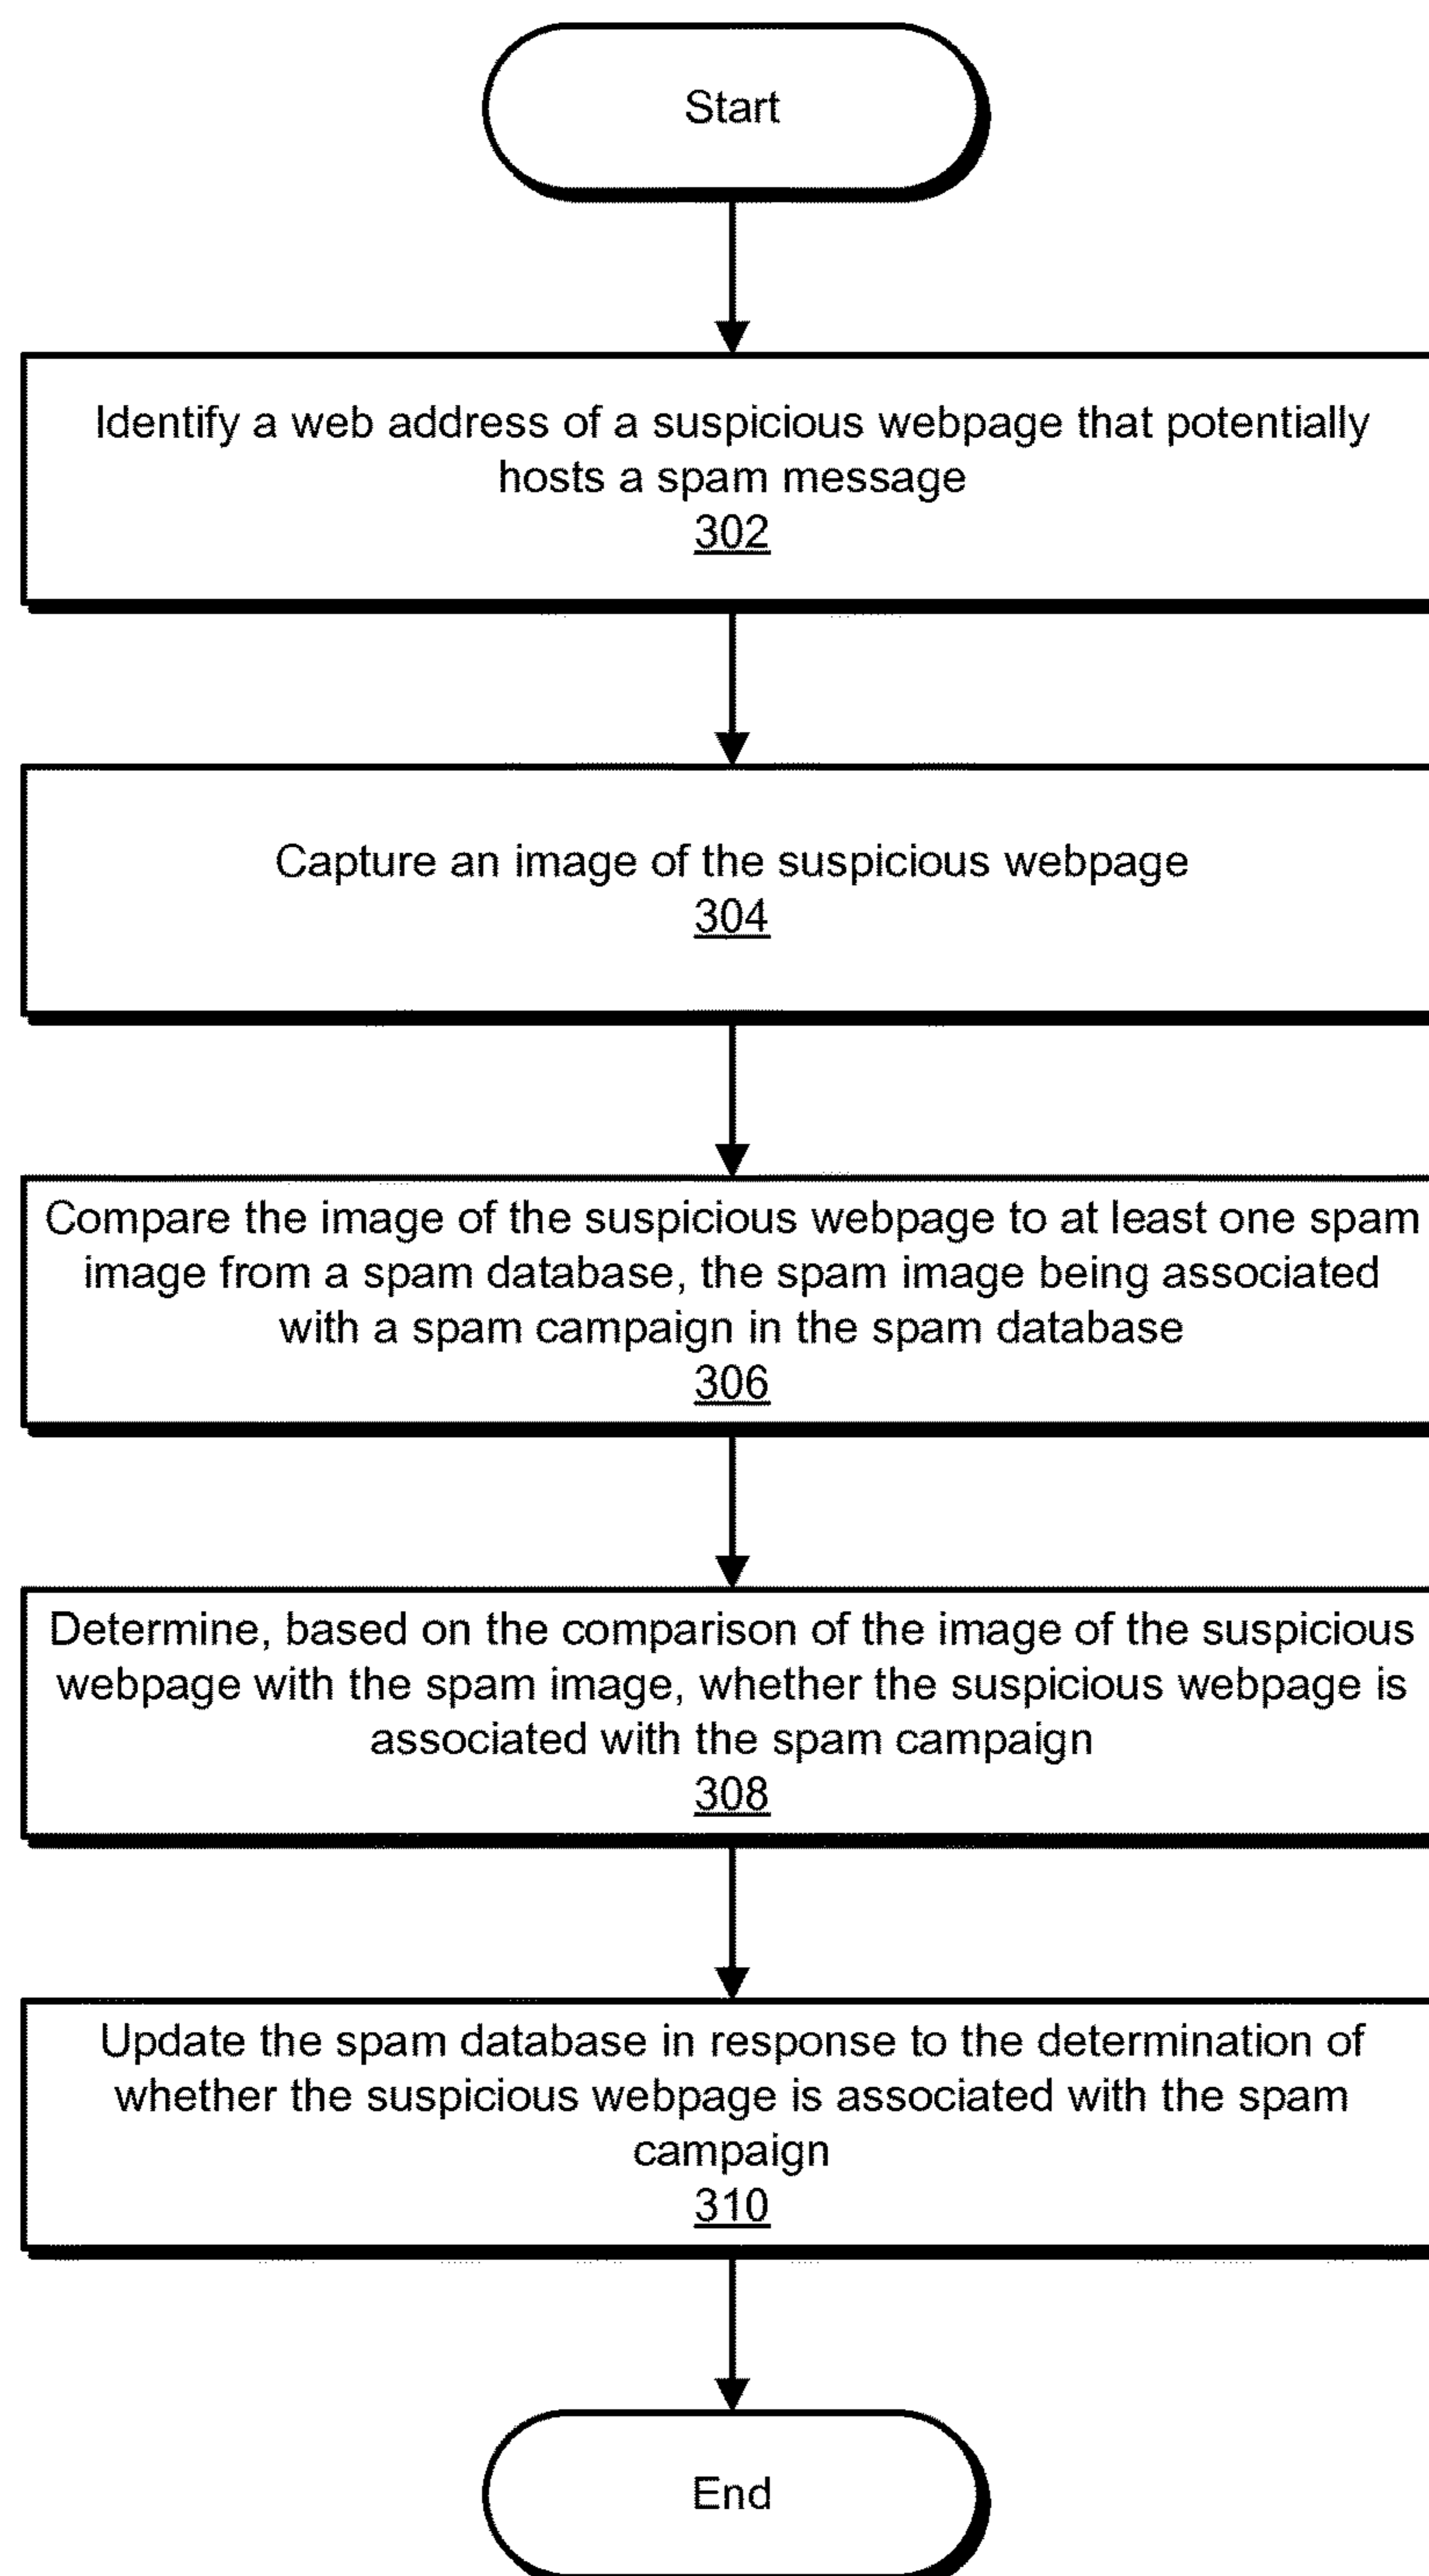 Start
Identify a web address of a suspicious webpage that potentially
hosts a spam message
302
Capture an image of the suspicious webpage
304
Compare the image of the suspicious webpage to at least one spam
image from a spam database, the spam image being associated
with a spam campaign in the spam database
306
Determine, based on the comparison of the image of the suspicious
webpage with the spam image, whether the suspicious webpage is
associated with the spam campaign
308
Update the spam database in response to the determination of
whether the suspicious webpage is associated with the spam
campaign
310
End